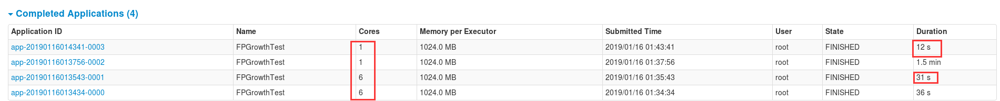 Completed Applications (4)
Application ID Name Cores Memory per Executor Submitted Time User State Duration
app-20190116014341-0003 FPGrowthTest 1 1024.0 MB 2019/01/16 01:43:41 root FINISHED 12 s
app-20190116013756-0002 FPGrowthTest 1 1024.0 MB 2019/01/16 01:37:56 root FINISHED 1.5 min
app-20190116013543-0001 FPGrowthTest 6 1024.0 MB 2019/01/16 01:35:43 root FINISHED 31 s
app-20190116013434-0000 FPGrowthTest 6 1024.0 MB 2019/01/16 01:34:34 root FINISHED 36 s